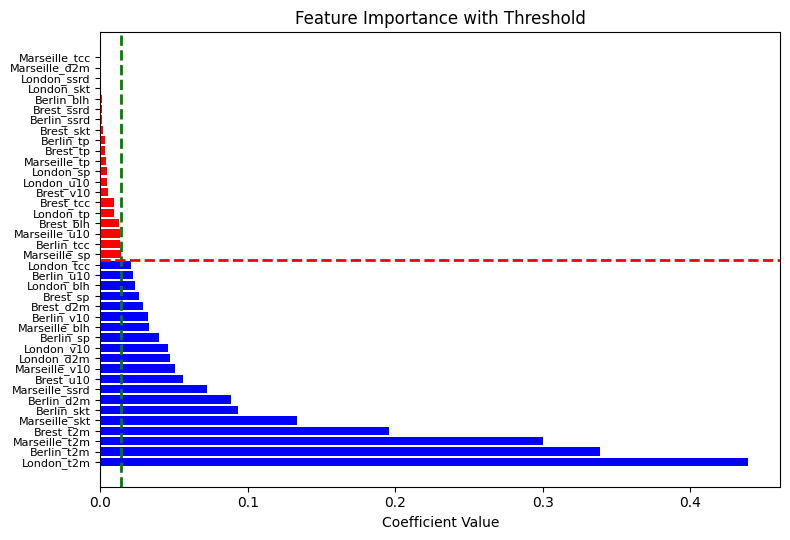 Feature Importance with Threshold
Marseille_tcc
Marseille_d2m
London_ssrd
London_skt
Berlin_blh
Brest_ssrd
Berlin_ssrd
Brest_skt
Berlin_tp
Brest_tp
Marseille_tp
London_sp
London_u10
Brest_v10
Brest_tcc
London_tp
Brest_blh
Marseille_u10
Berlin_tcc
Marseille_sp
London_tcc
Berlin_u10
London_blh
Brest_sp
Brest_d2m
Berlin_v10
Marseille_blh
Berlin_sp
London_v10
London_d2m
Marseille_v10
Brest_u10
Marseille_ssrd
Berlin_d2m
Berlin_skt
Marseille_skt
Brest_t2m
Marseille_t2m
Berlin_t2m
London_t2m
0.0 0.1 0.2 0.3 0.4
Coefficient Value